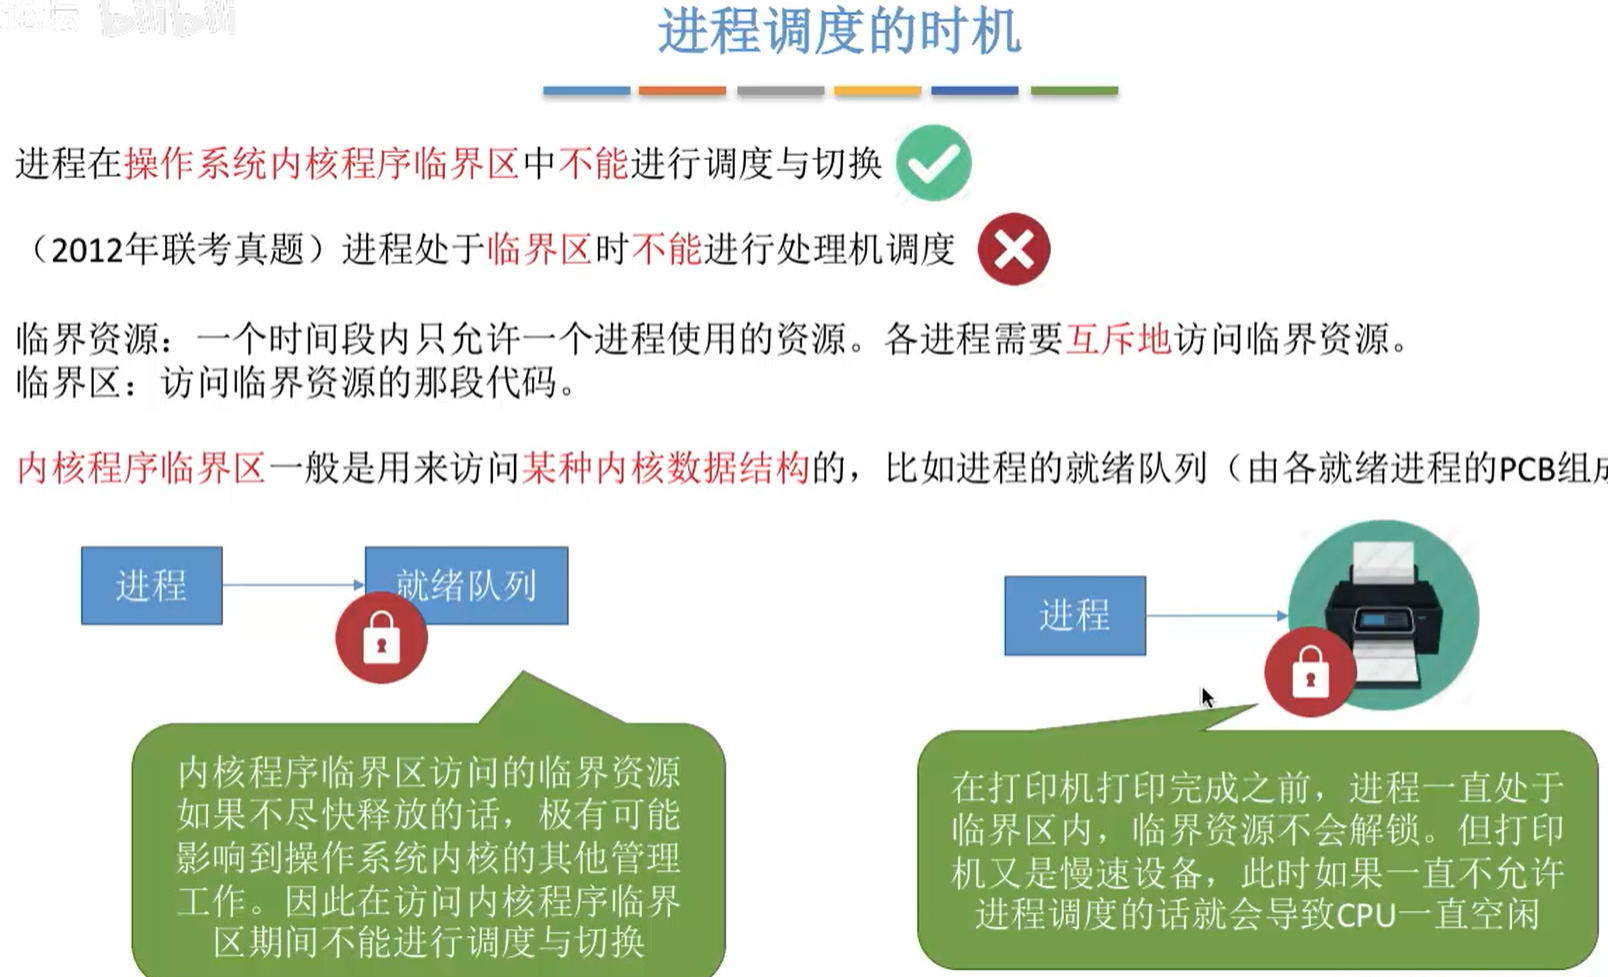 论坛 bilibili
进程调度的时机
进程在操作系统内核程序临界区中不能进行调度与切换
（2012年联考真题）进程处于临界区时不能进行处理机调度
临界资源：一个时间段内只允许一个进程使用的资源。各进程需要互斥地访问临界资源。
临界区：访问临界资源的那段代码。
内核程序临界区一般是用来访问某种内核数据结构的，比如进程的就绪队列（由各就绪进程的PCB组成
进程
就绪队列
内核程序临界区访问的临界资源
如果不尽快释放的话，极有可能
影响到操作系统内核的其他管理
工作。因此在访问内核程序临界
区期间不能进行调度与切换
进程
在打印机打印完成之前，进程一直处于
临界区内，临界资源不会解锁。但打印
机又是慢速设备，此时如果一直不允许
进程调度的话就会导致CPU一直空闲